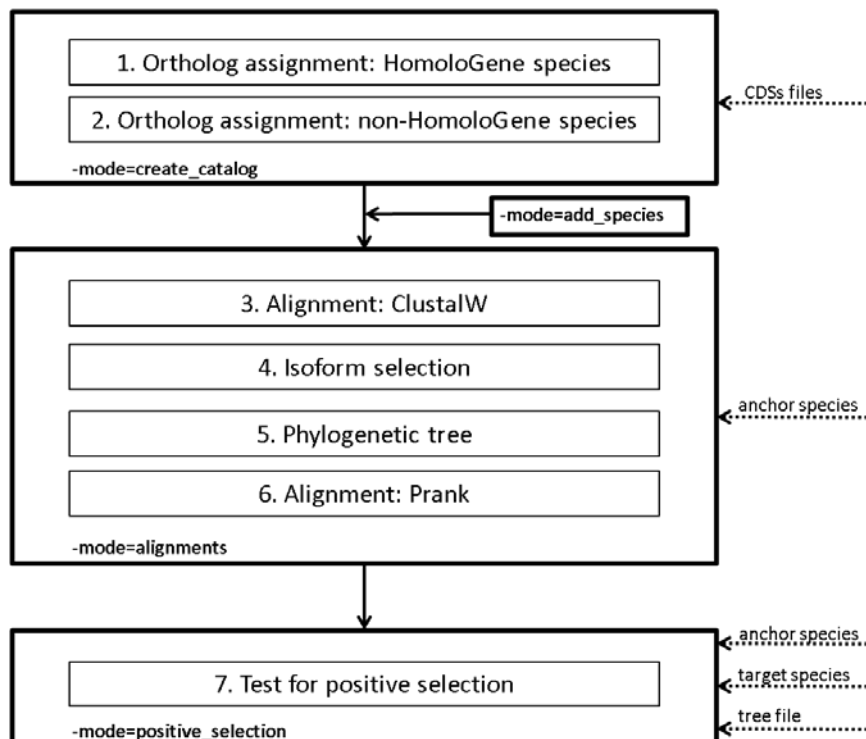 1. Ortholog assignment: HomoloGene species
2. Ortholog assignment: non-HomoloGene species
-mode=create_catalog
CDSs files
-mode=add_species
3. Alignment: ClustalW
4. Isoform selection
5. Phylogenetic tree
6. Alignment: Prank
-mode=alignments
anchor species
7. Test for positive selection
-mode=positive_selection
anchor species
target species
tree file